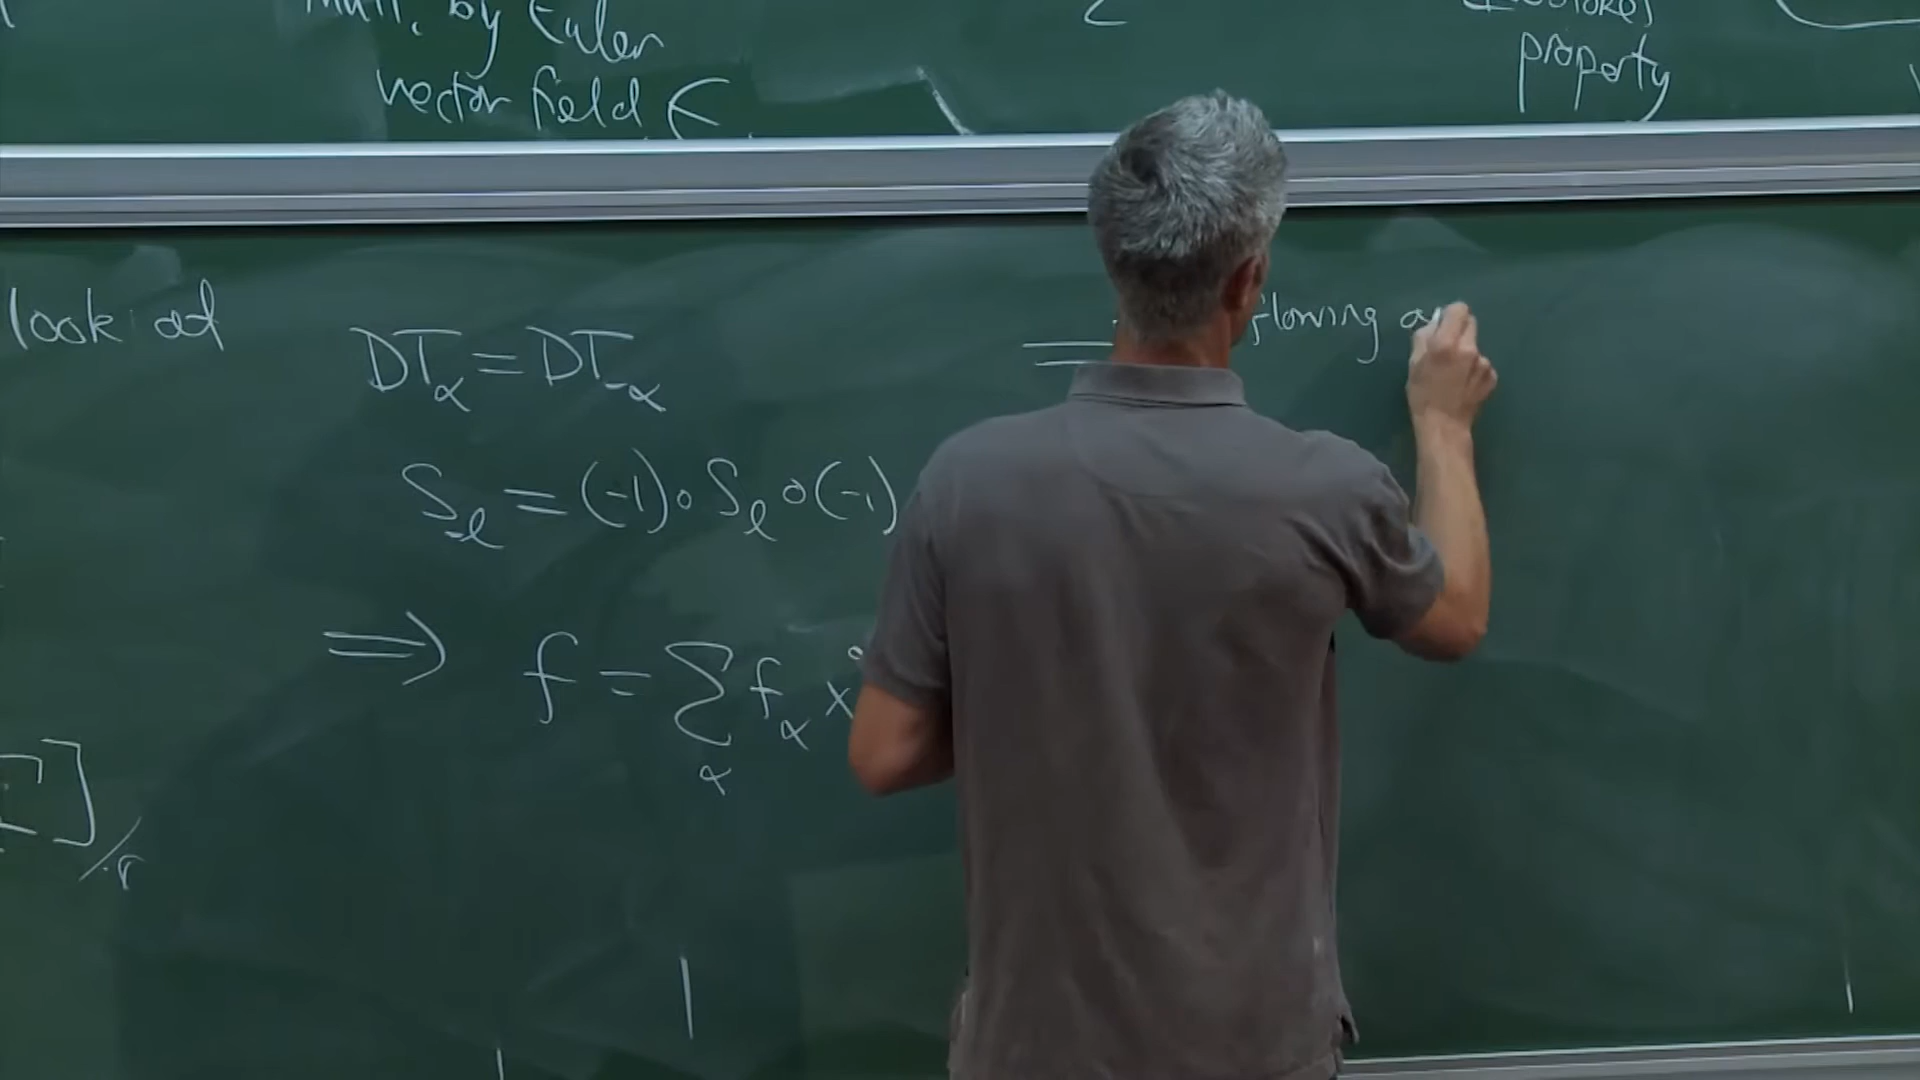 mult. by Euler
vector field E.
property
look at
DT_α = DT_{-α}
S_{-ℓ} = (-1)∘S_ℓ∘(-1)
⟹ f = ∑_α f_α x
flowing
]/r